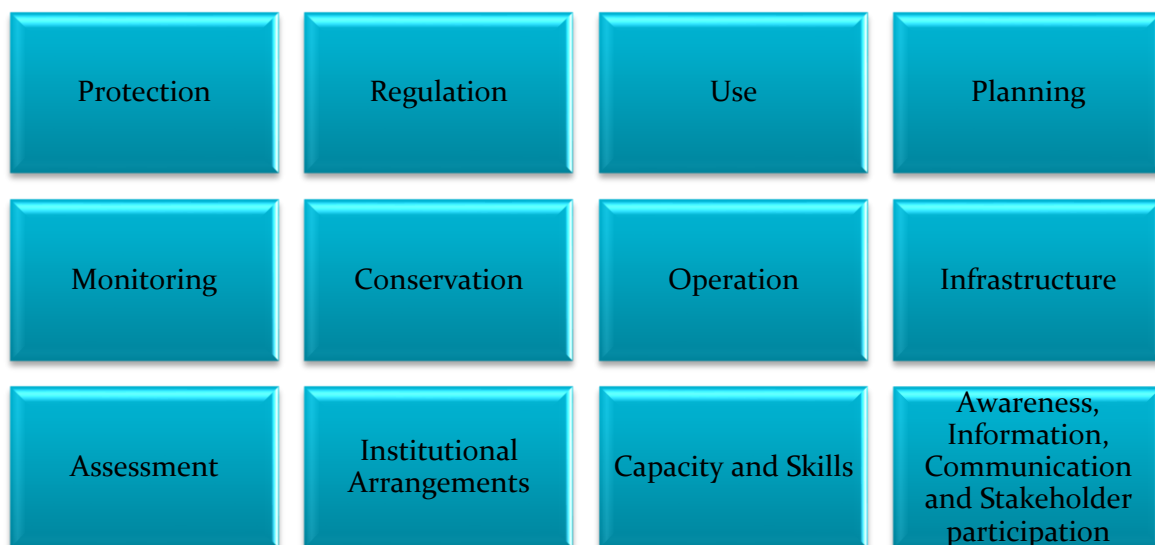 Protection
Regulation
Use
Planning
Monitoring
Conservation
Operation
Infrastructure
Assessment
Institutional
Arrangements
Capacity and Skills
Awareness,
Information,
Communication
and Stakeholder
participation